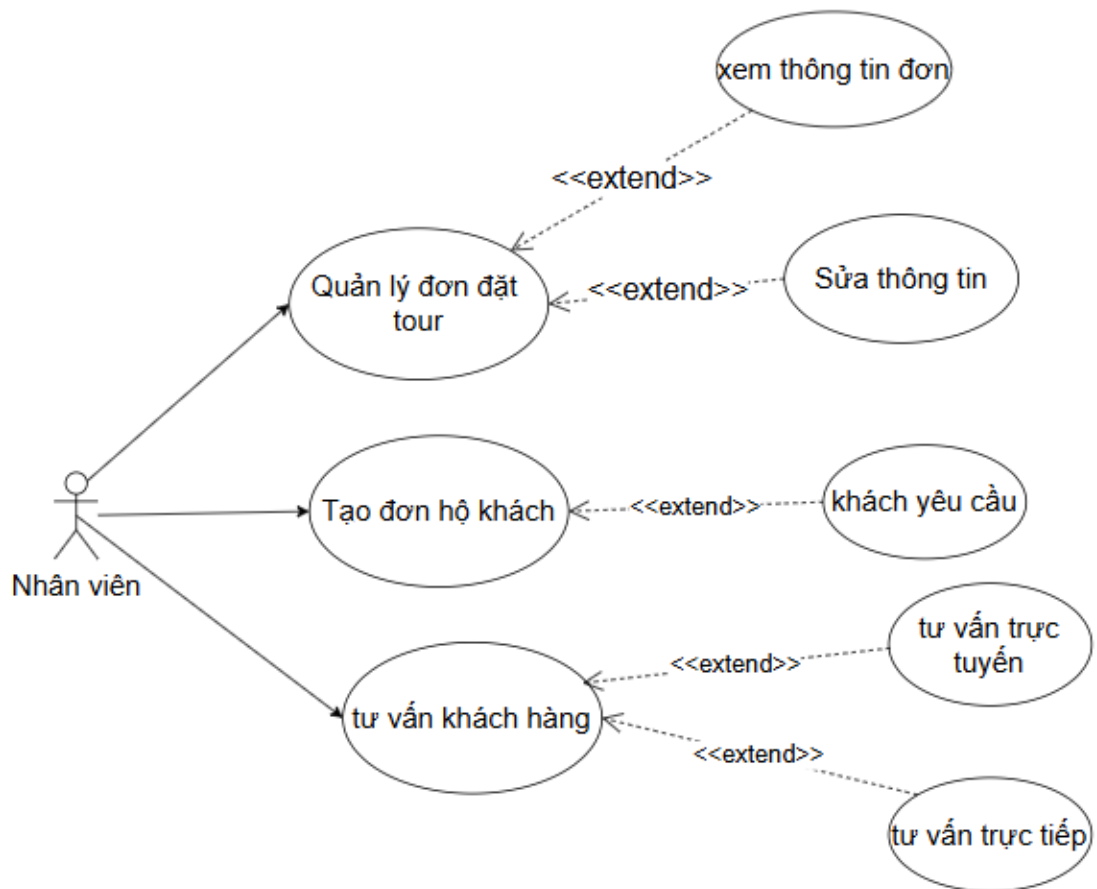 xem thông tin đơn
<<extend>>
Quản lý đơn đặt
tour
<<extend>>
Sửa thông tin
Tạo đơn hộ khách
<<extend>>
khách yêu cầu
Nhân viên
tư vấn khách hàng
<<extend>>
tư vấn trực
tuyến
<<extend>>
tư vấn trực tiếp